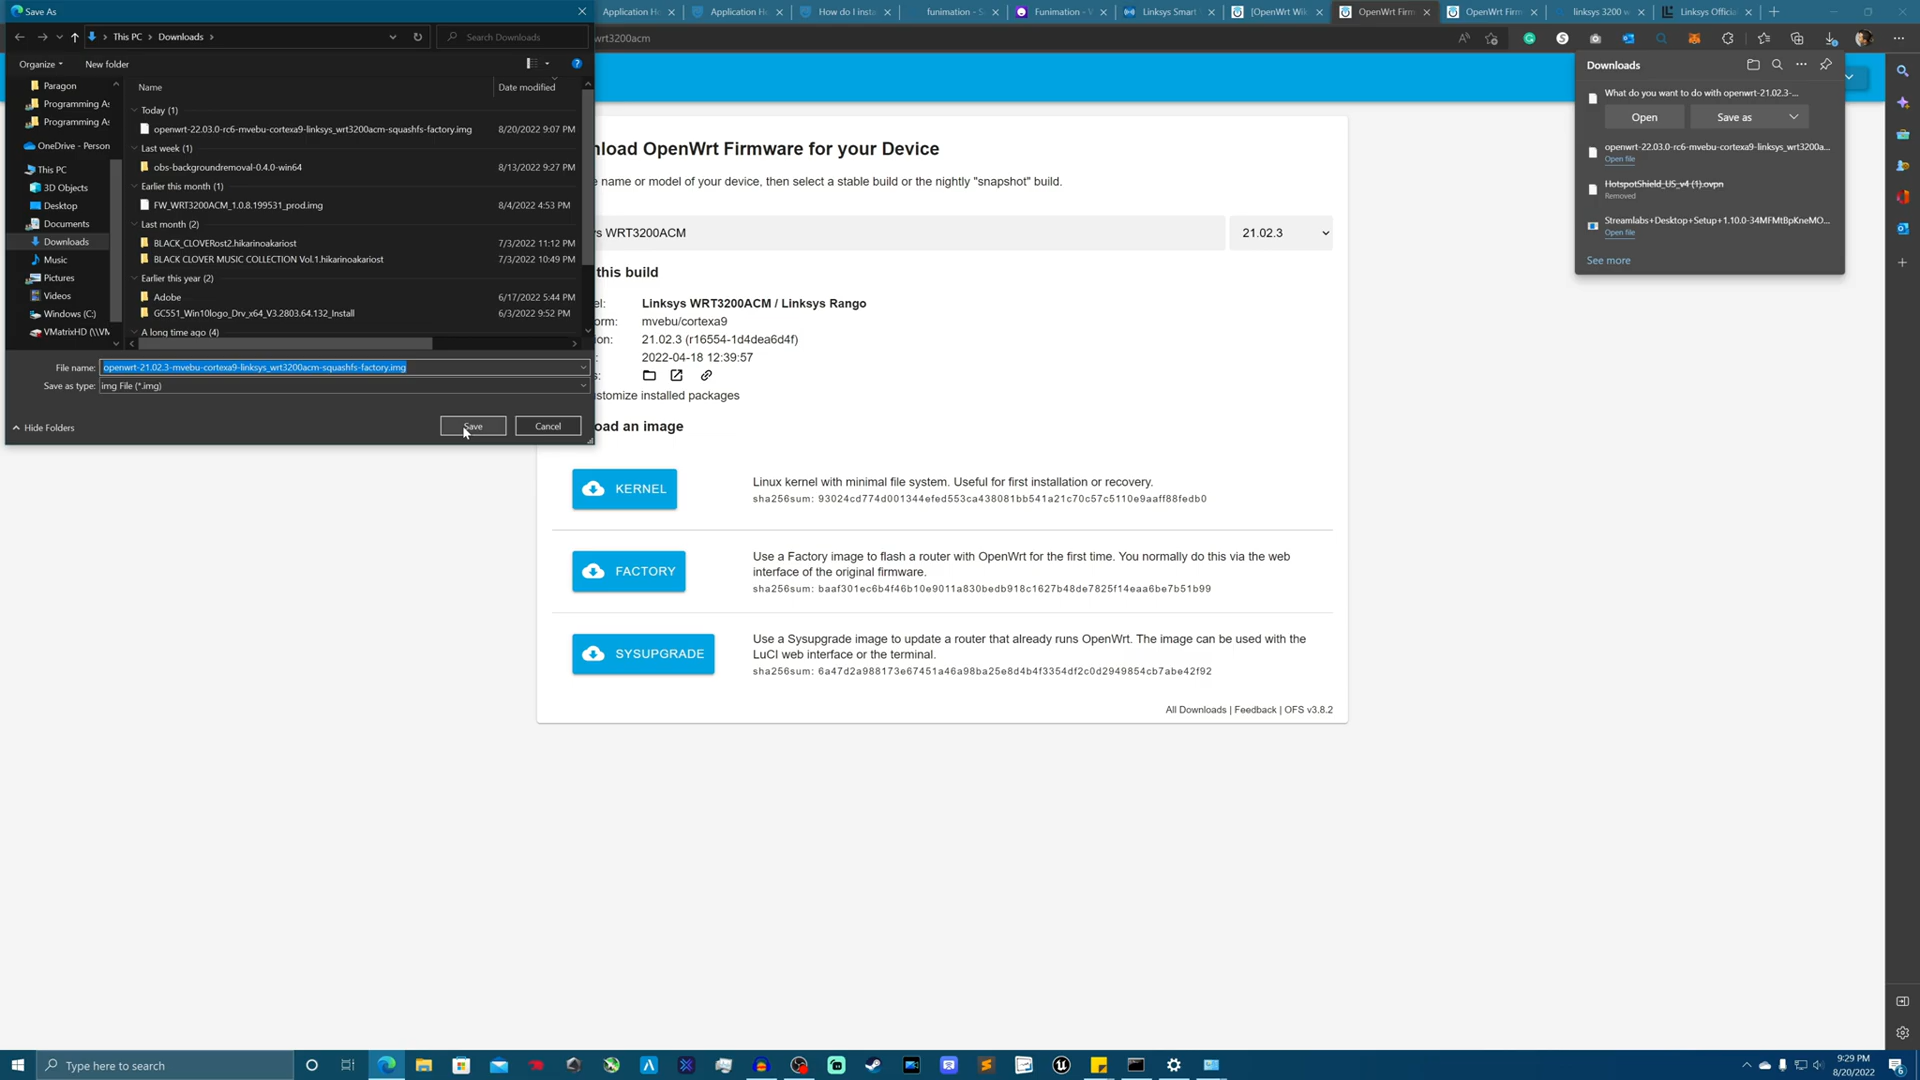 Save As
Application H
Application H
How do I insta
funimation - S
Funimation - V
Linksys Smart
[OpenWrt Wi
OpenWrt Firm
OpenWrt Firm
linksys 3200 w
Linksys Officia
This PC > Downloads >
Search Downloads
wrt3200acm
Organize
New folder
Name
Date modified
Paragon
Programming As
Programming As
OneDrive - Person
This PC
3D Objects
Desktop
Documents
Downloads
Music
Pictures
Videos
Windows (C:)
VMatrixHD (\\VM
Today (1)
openwrt-22.03.0-rc6-mvebu-cortexa9-linksys_wrt3200acm-squashfs-factory.img
8/20/2022 9:07 PM
Last week (1)
obs-backgroundremoval-0.4.0-win64
8/13/2022 9:27 PM
Earlier this month (1)
FW_WRT3200ACM_1.0.8.199531_prod.img
8/4/2022 4:53 PM
Last month (2)
BLACK_CLOVERost2.hikarinoakariost
7/3/2022 11:12 PM
BLACK CLOVER MUSIC COLLECTION Vol.1.hikarinoakariost
7/3/2022 10:49 PM
Earlier this year (2)
Adobe
6/17/2022 5:44 PM
GC551_Win10logo_Drv_x64_V3.2803.64.132_Install
6/3/2022 9:52 PM
A long time ago (4)
File name:
openwrt-21.02.3-mvebu-cortexa9-linksys_wrt3200acm-squashfs-factory.img
Save as type:
img File (*.img)
Hide Folders
Save
Cancel
Downloads
What do you want to do with openwrt-21.02.3-...
Open
Save as
openwrt-22.03.0-rc6-mvebu-cortexa9-linksys_wrt3200a...
Open file
HotspotShield_US_v4 (1).ovpn
Removed
Streamlabs+Desktop+Setup+1.10.0-34MFMtBpKneMO...
Open file
See more
nload OpenWrt Firmware for your Device
e name or model of your device, then select a stable build or the nightly "snapshot" build.
s WRT3200ACM
21.02.3
this build
el:
Linksys WRT3200ACM / Linksys Rango
orm:
mvebu/cortexa9
on:
21.02.3 (r16554-1d4dea6d4f)
:
2022-04-18 12:39:57
s:
stomize installed packages
oad an image
KERNEL
Linux kernel with minimal file system. Useful for first installation or recovery.
sha256sum: 93024cd774d001344efed553ca438081bb541a21c70c57c5110e9aaff88fedb0
FACTORY
Use a Factory image to flash a router with OpenWrt for the first time. You normally do this via the web
interface of the original firmware.
sha256sum: baaf301ec6b4f46b10e9011a830bedb918c1627b48de7825f14eaa6be7b51b99
SYSUPGRADE
Use a Sysupgrade image to update a router that already runs OpenWrt. The image can be used with the
LuCI web interface or the terminal.
sha256sum: 6a47d2a988173e67451a46a98ba25e8d4b4f3354df2c0d2949854cb7abe42f92
All Downloads | Feedback | OFS v3.8.2
Type here to search
9:29 PM
8/20/2022